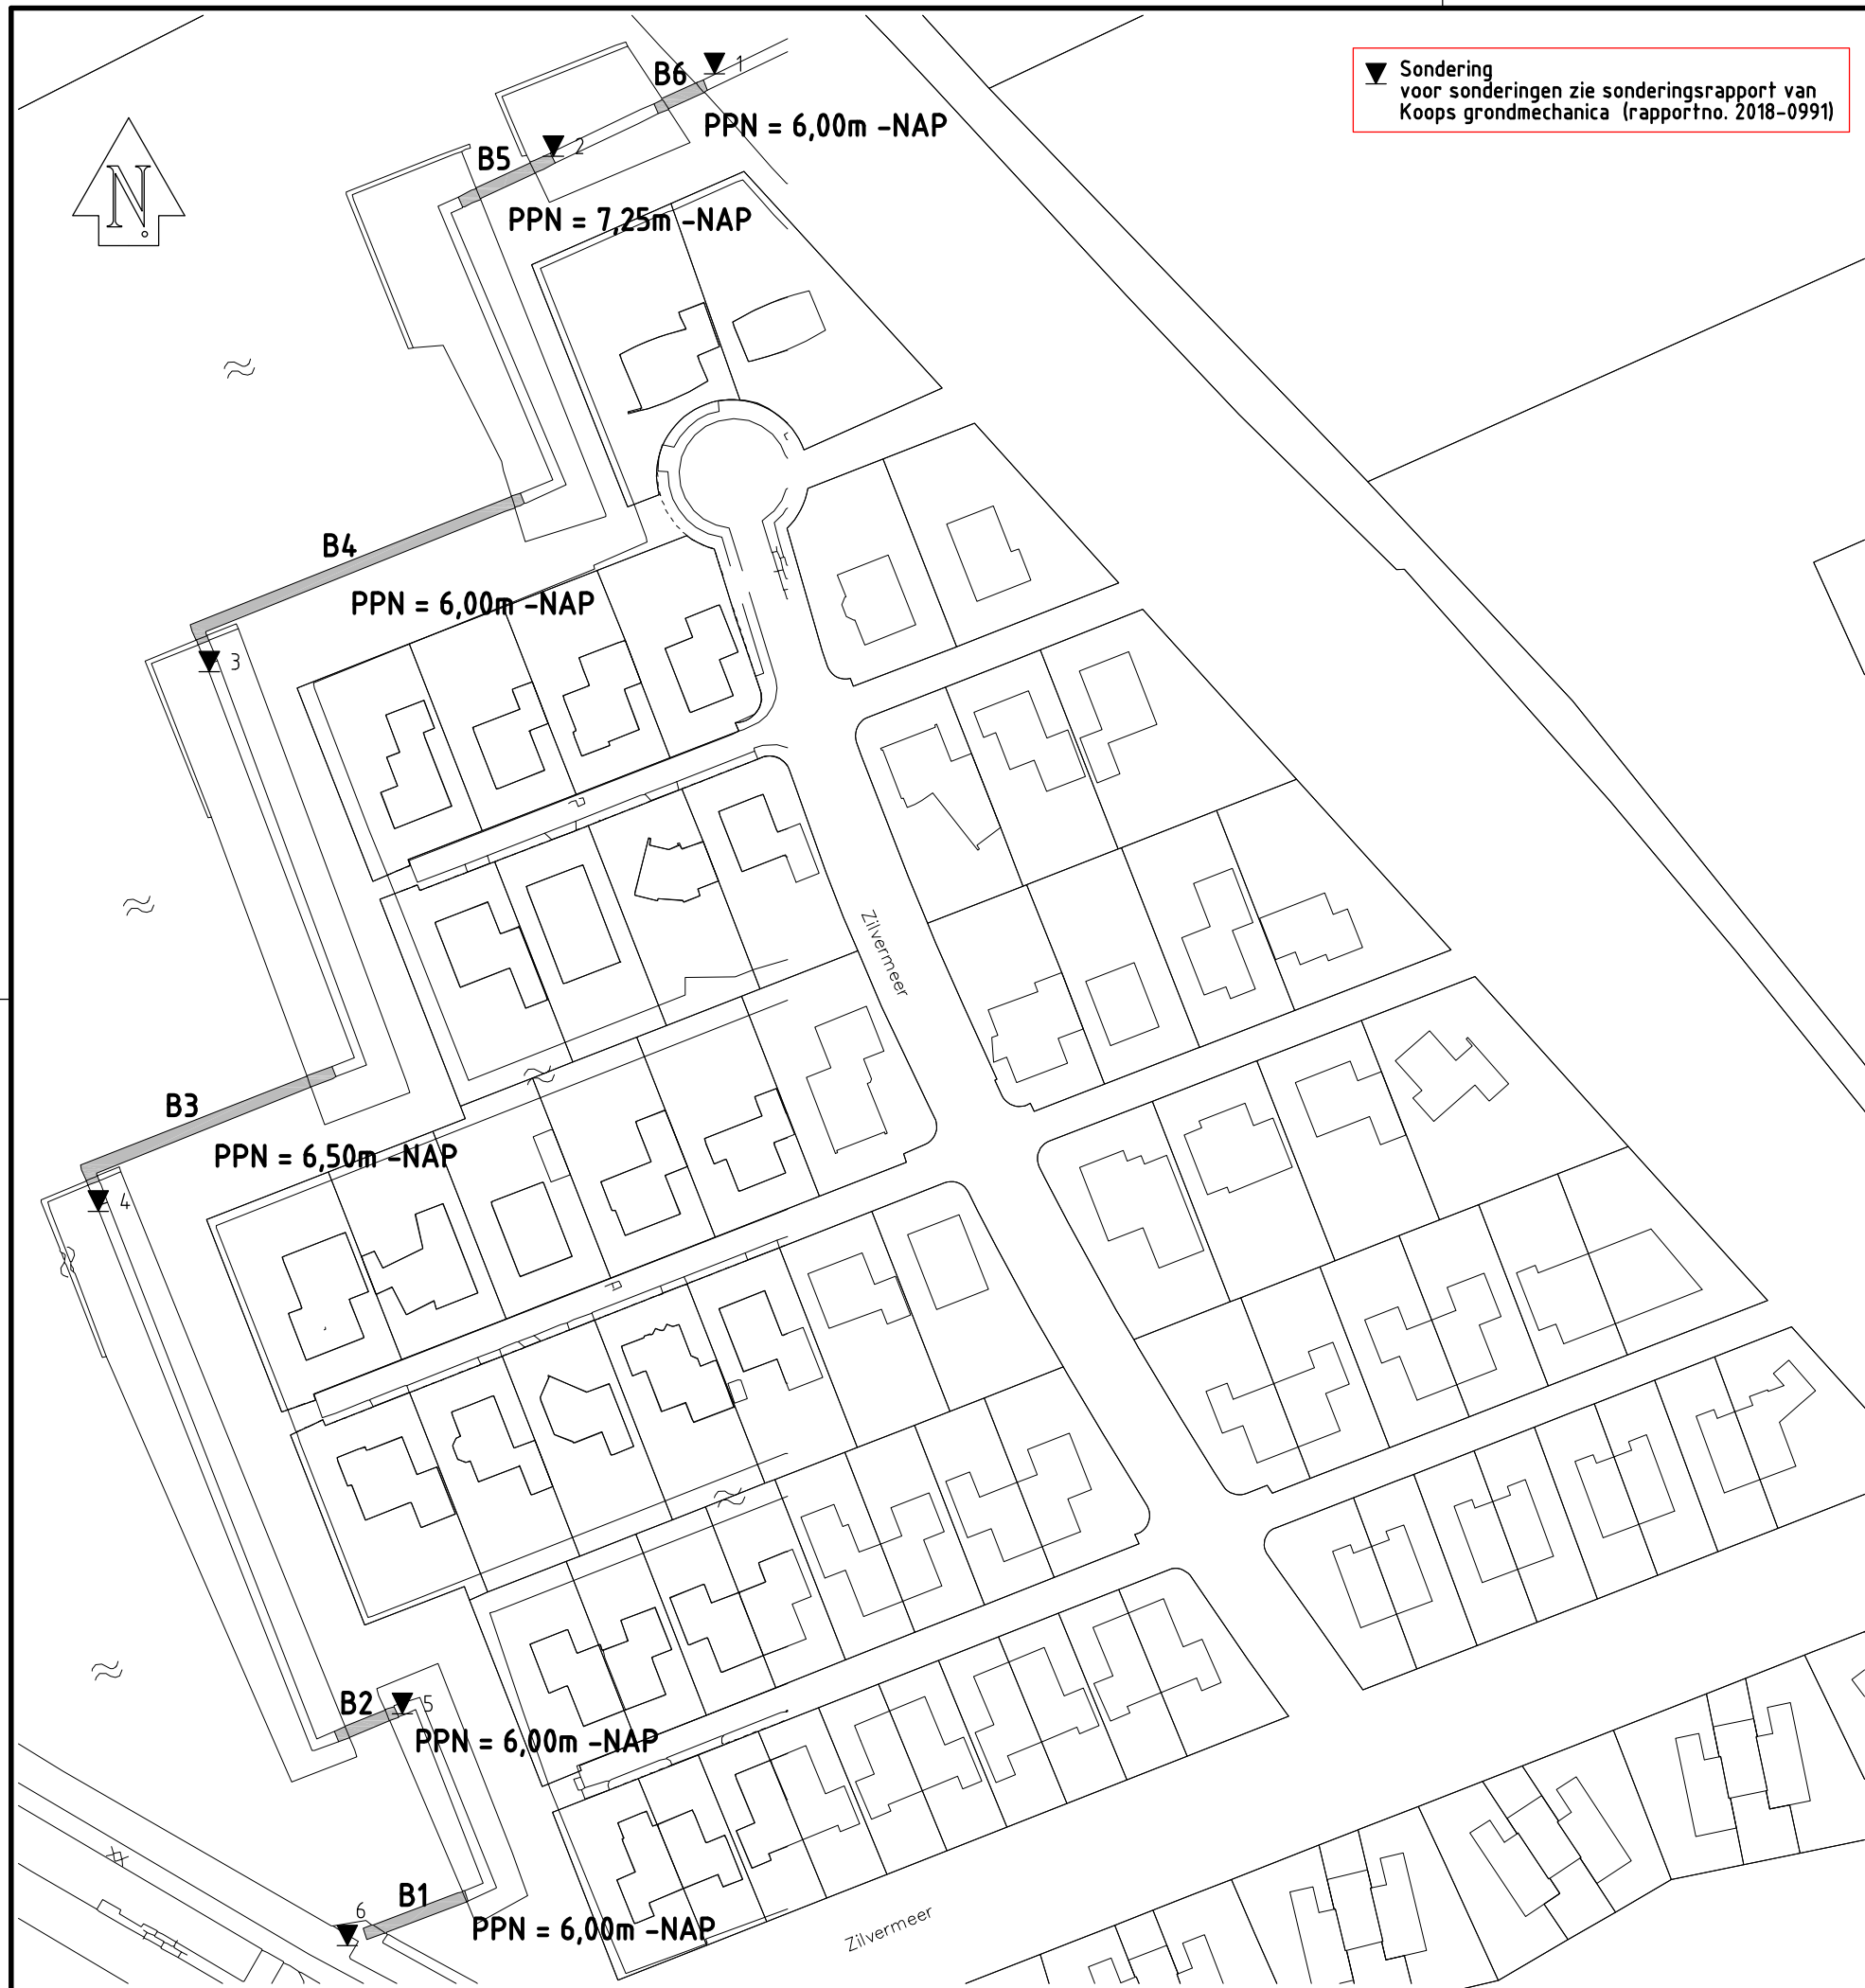 B6
1
Sondering
voor sonderingen zie sonderingsrapport van
Koops grondmechanica (rapportno. 2018-0991)
PPN = 6,00m -NAP
B5
2
N
PPN = 7,25m -NAP
B4
PPN = 6,00m -NAP
3
Zilvermeer
B3
PPN = 6,50m -NAP
4
B2
5
PPN = 6,00m -NAP
B1
6
PPN = 6,00m -NAP
Zilvermeer